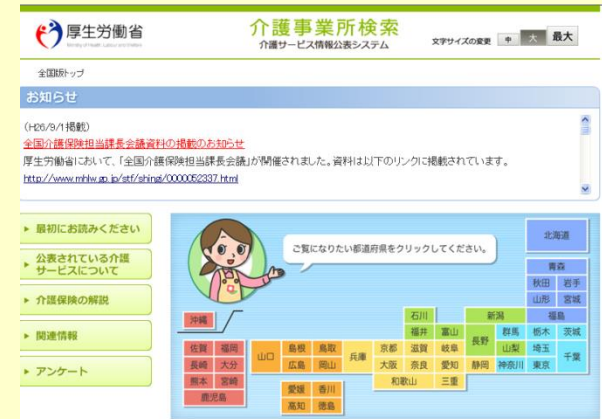 厚生労働省
介護事業所検索
介護サービス情報公表システム
文字サイズの変更 中 大 最大
全国版トップ
お知らせ
(H26/9/1掲載)
全国介護保険担当課長会議資料の掲載のお知らせ
厚生労働省において、「全国介護保険担当課長会議」が開催されました。資料は以下のリンクに掲載されています。
http://www.mhlw.go.jp/stf/shingi/0000052337.html
最初にお読みください
公表されている介護
サービスについて
介護保険の解説
関連情報
アンケート
ご覧になりたい都道府県をクリックしてください。
北海道
青森
秋田 岩手
山形 宮城
沖縄 石川 新潟 福島
福井 富山 長野 群馬 栃木 茨城
佐賀 福岡 山口 島根 鳥取 兵庫 京都 滋賀 岐阜 山梨 埼玉 千葉
長崎 大分 広島 岡山 大阪 奈良 愛知 静岡 神奈川 東京
熊本 宮崎 和歌山 三重
鹿児島 愛媛 香川
高知 徳島